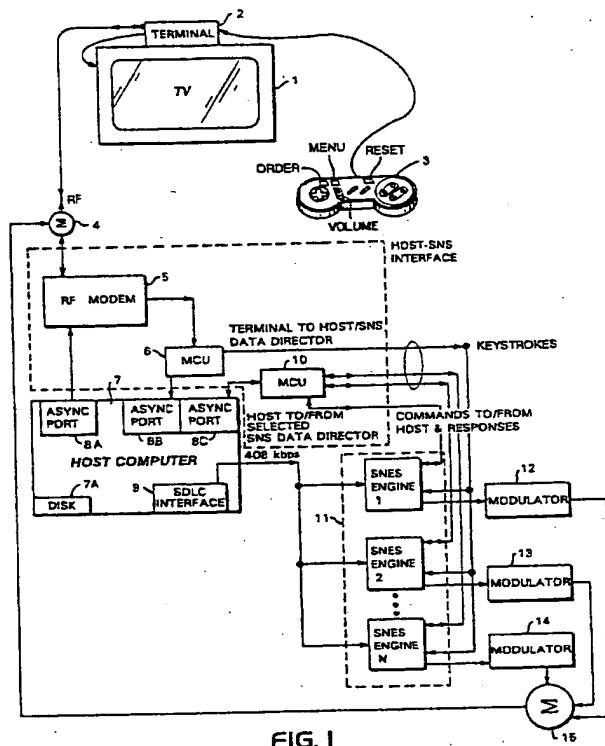 2
TERMINAL
TV
1
MENU
RESET
ORDER
3
VOLUME
RF
M
4
HOST-SNS
INTERFACE
5
RF MODEM
TERMINAL TO HOST/SNS
DATA DIRECTOR
KEYSTROKES
6
MCU
10
MCU
7
ASYNC
PORT
8A
ASYNC
PORT
8B
ASYNC
PORT
8C
HOST TO/FROM
SELECTED
SNS DATA DIRECTOR
COMMANDS TO/FROM
HOST & RESPONSES
HOST COMPUTER
408 kbps
7A
DISK
9
SDLC
INTERFACE
11
SNES
ENGINE
1
12
MODULATOR
SNES
ENGINE
2
13
MODULATOR
SNES
ENGINE
N
14
MODULATOR
M
15
FIG. 1